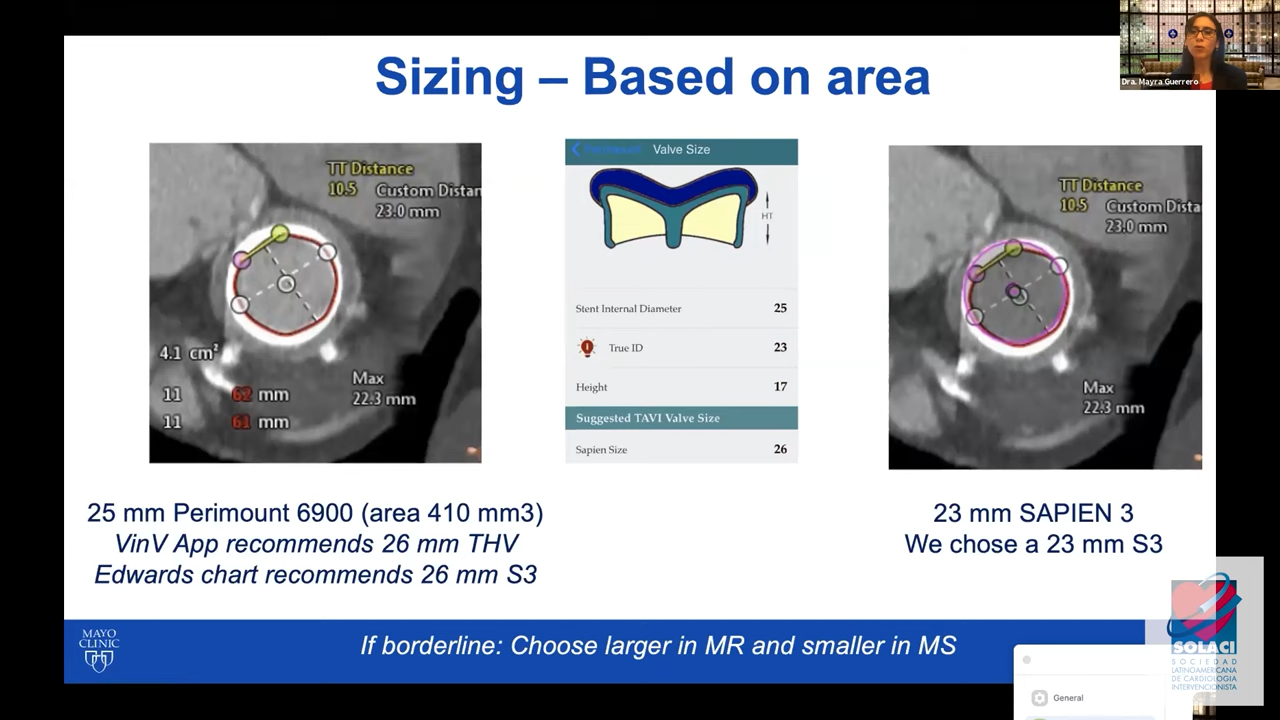 Dra. Mayra Guerrero
Sizing – Based on area
TT Distance
10.5 Custom Distan
23.0 mm
4.1 cm²
11 62 mm
11 61 mm
Max
22.3 mm
Perimount Valve Size
HT
Stent Internal Diameter 25
True ID 23
Height 17
Suggested TAVI Valve Size
Sapien Size 26
TT Distance
10.5 Custom Dista
23.0 mm
Max
22.3 mm
25 mm Perimount 6900 (area 410 mm3)
VinV App recommends 26 mm THV
Edwards chart recommends 26 mm S3
23 mm SAPIEN 3
We chose a 23 mm S3
MAYO
CLINIC
If borderline: Choose larger in MR and smaller in MS
SOLACI
SOCIEDAD
LATINOAMERICANA
DE CARDIOLOGIA
INTERVENCIONISTA
General